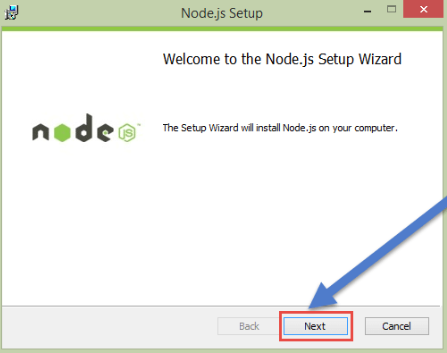 Node.js Setup
Welcome to the Node.js Setup Wizard
node JS
The Setup Wizard will install Node.js on your computer.
Back Next Cancel